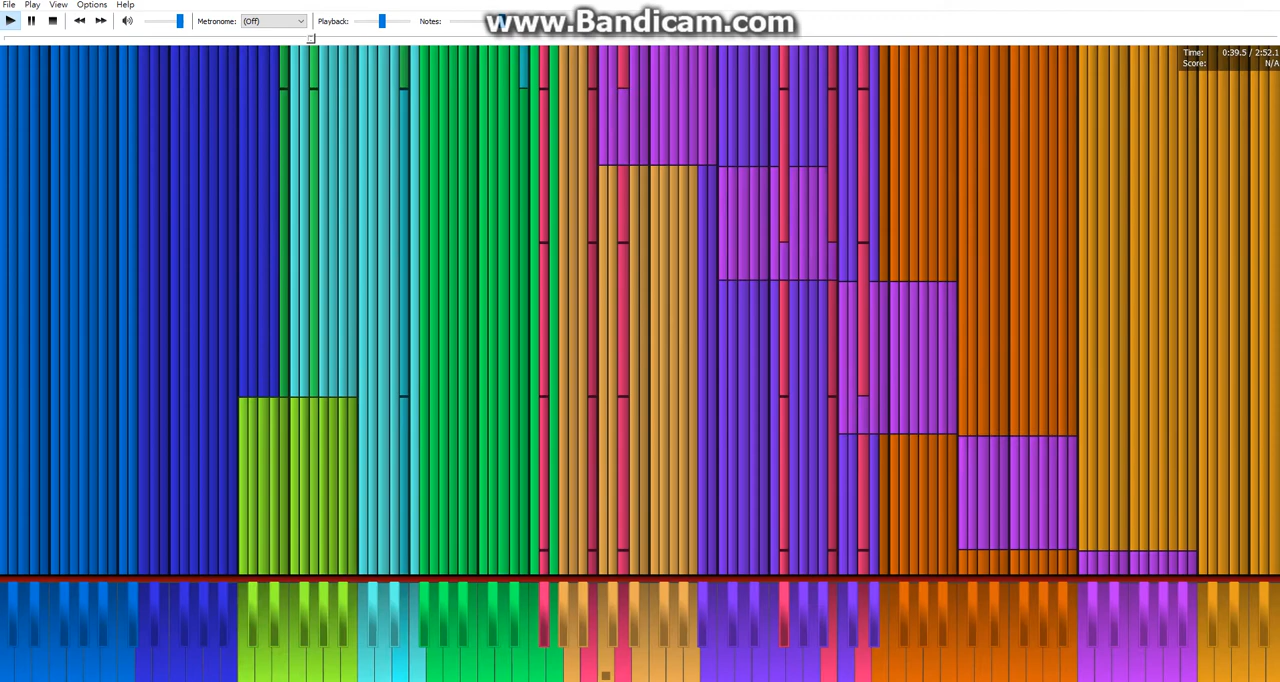 File Play View Options Help
www.Bandicam.com
Metronome: (Off) Playback: Notes:
Time: 0:39.5 / 2:52.1
Score: N/A